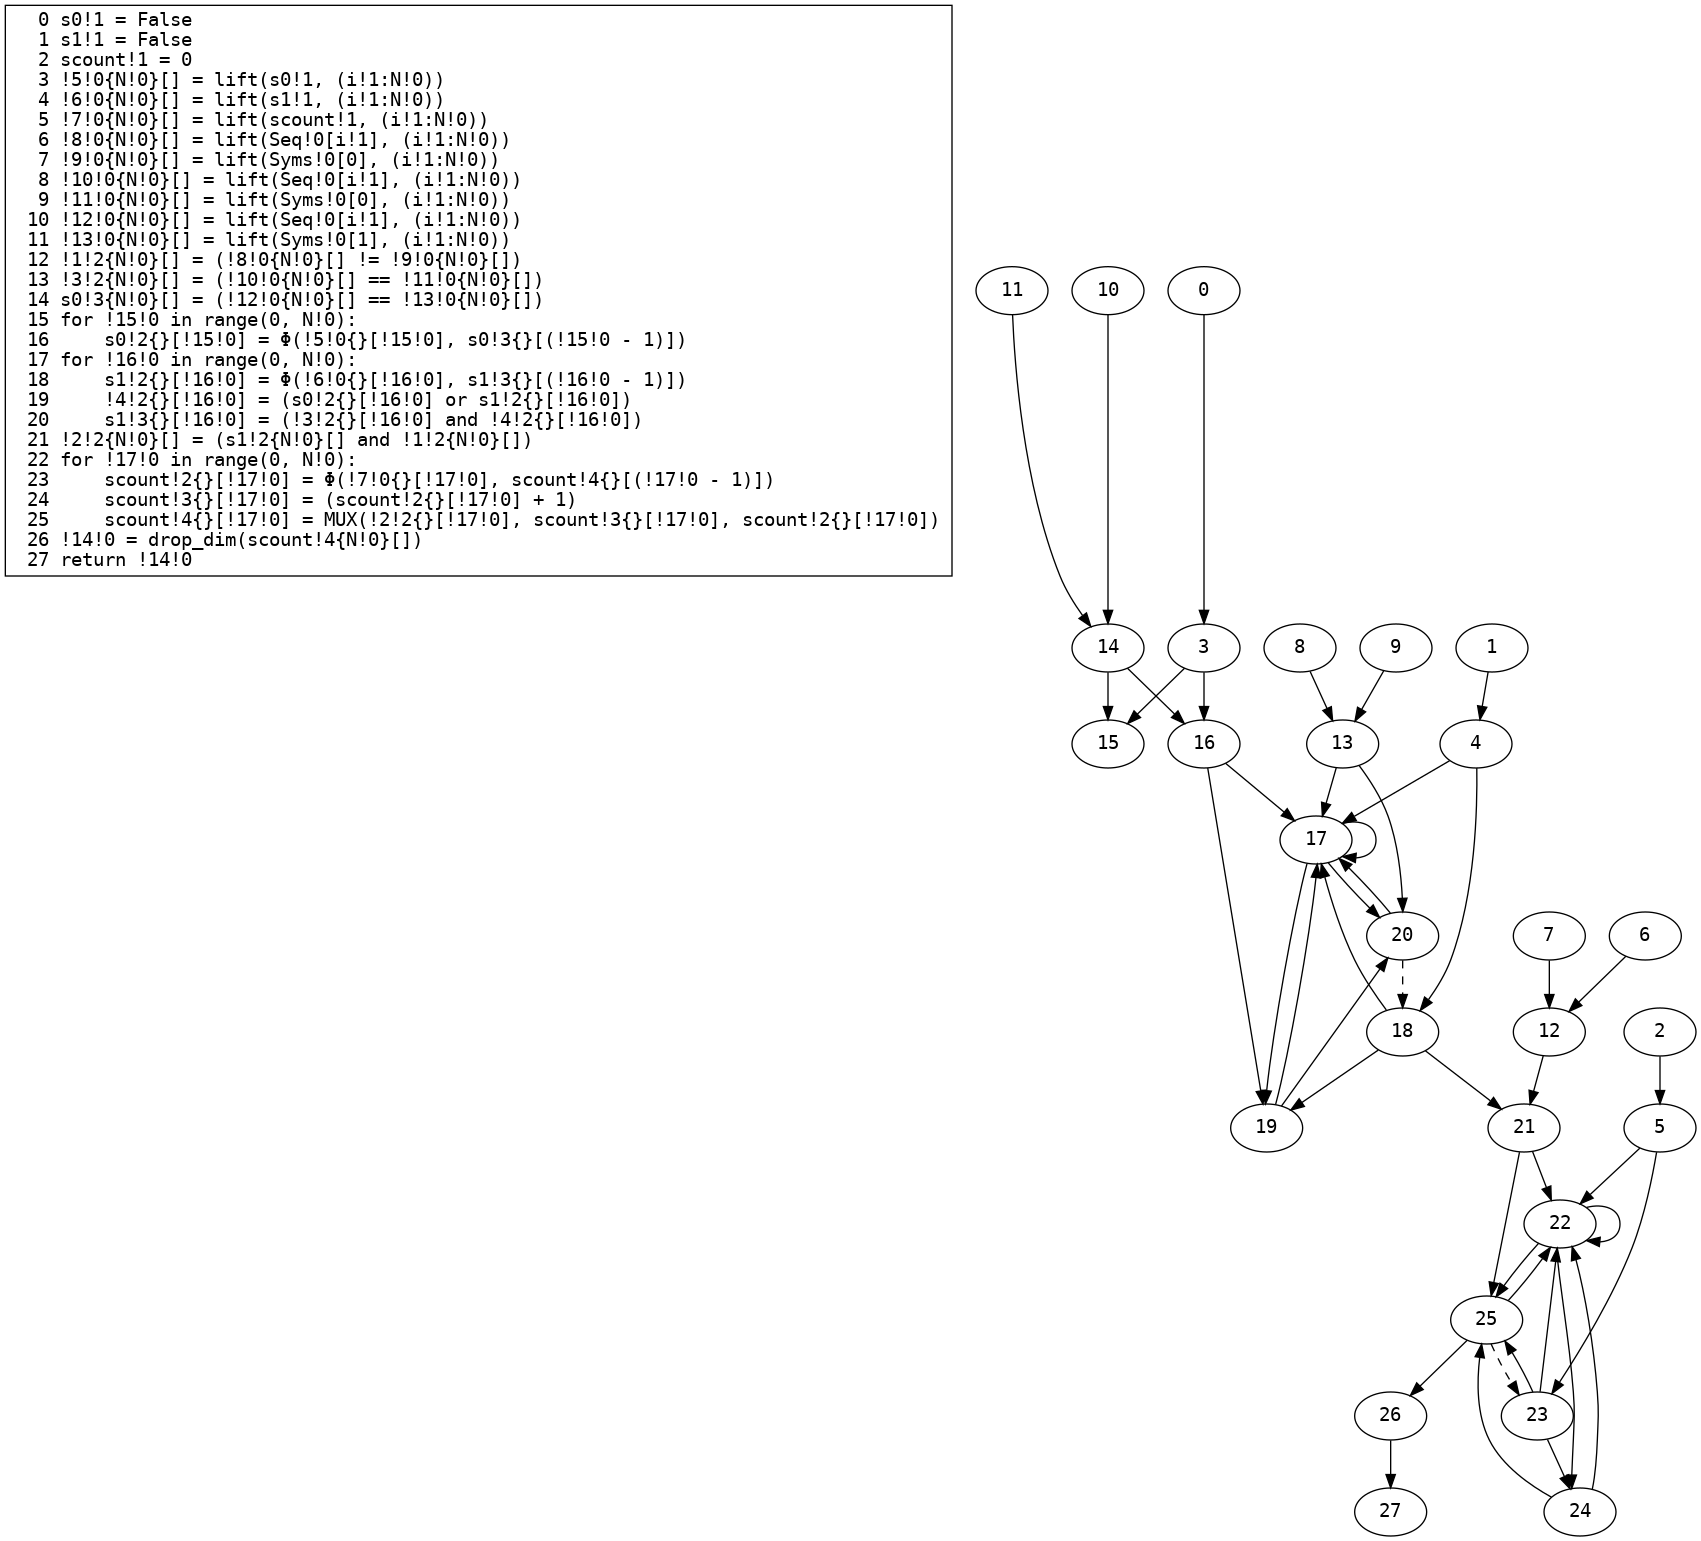 0 s0!1 = False
1 s1!1 = False
2 scount!1 = 0
3 !5!0{N!0}[] = lift(s0!1, (i!1:N!0))
4 !6!0{N!0}[] = lift(s1!1, (i!1:N!0))
5 !7!0{N!0}[] = lift(scount!1, (i!1:N!0))
6 !8!0{N!0}[] = lift(Seq!0[i!1], (i!1:N!0))
7 !9!0{N!0}[] = lift(Syms!0[0], (i!1:N!0))
8 !10!0{N!0}[] = lift(Seq!0[i!1], (i!1:N!0))
9 !11!0{N!0}[] = lift(Syms!0[0], (i!1:N!0))
10 !12!0{N!0}[] = lift(Seq!0[i!1], (i!1:N!0))
11 !13!0{N!0}[] = lift(Syms!0[1], (i!1:N!0))
12 !1!2{N!0}[] = (!8!0{N!0}[] != !9!0{N!0}[])
13 !3!2{N!0}[] = (!10!0{N!0}[] == !11!0{N!0}[])
14 s0!3{N!0}[] = (!12!0{N!0}[] == !13!0{N!0}[])
15 for !15!0 in range(0, N!0):
16     s0!2{}[!15!0] = Φ(!5!0{}[!15!0], s0!3{}[(!15!0 - 1)])
17 for !16!0 in range(0, N!0):
18     s1!2{}[!16!0] = Φ(!6!0{}[!16!0], s1!3{}[(!16!0 - 1)])
19     !4!2{}[!16!0] = (s0!2{}[!16!0] or s1!2{}[!16!0])
20     s1!3{}[!16!0] = (!3!2{}[!16!0] and !4!2{}[!16!0])
21 !2!2{N!0}[] = (s1!2{N!0}[] and !1!2{N!0}[])
22 for !17!0 in range(0, N!0):
23     scount!2{}[!17!0] = Φ(!7!0{}[!17!0], scount!4{}[(!17!0 - 1)])
24     scount!3{}[!17!0] = (scount!2{}[!17!0] + 1)
25     scount!4{}[!17!0] = MUX(!2!2{}[!17!0], scount!3{}[!17!0], scount!2{}[!17!0])
26 !14!0 = drop_dim(scount!4{N!0}[])
27 return !14!0
11 10 0
14 3 8 9 1
15 16 13 4
17
20 7 6
18 12 2
19 21 5
22
25
26 23
27 24